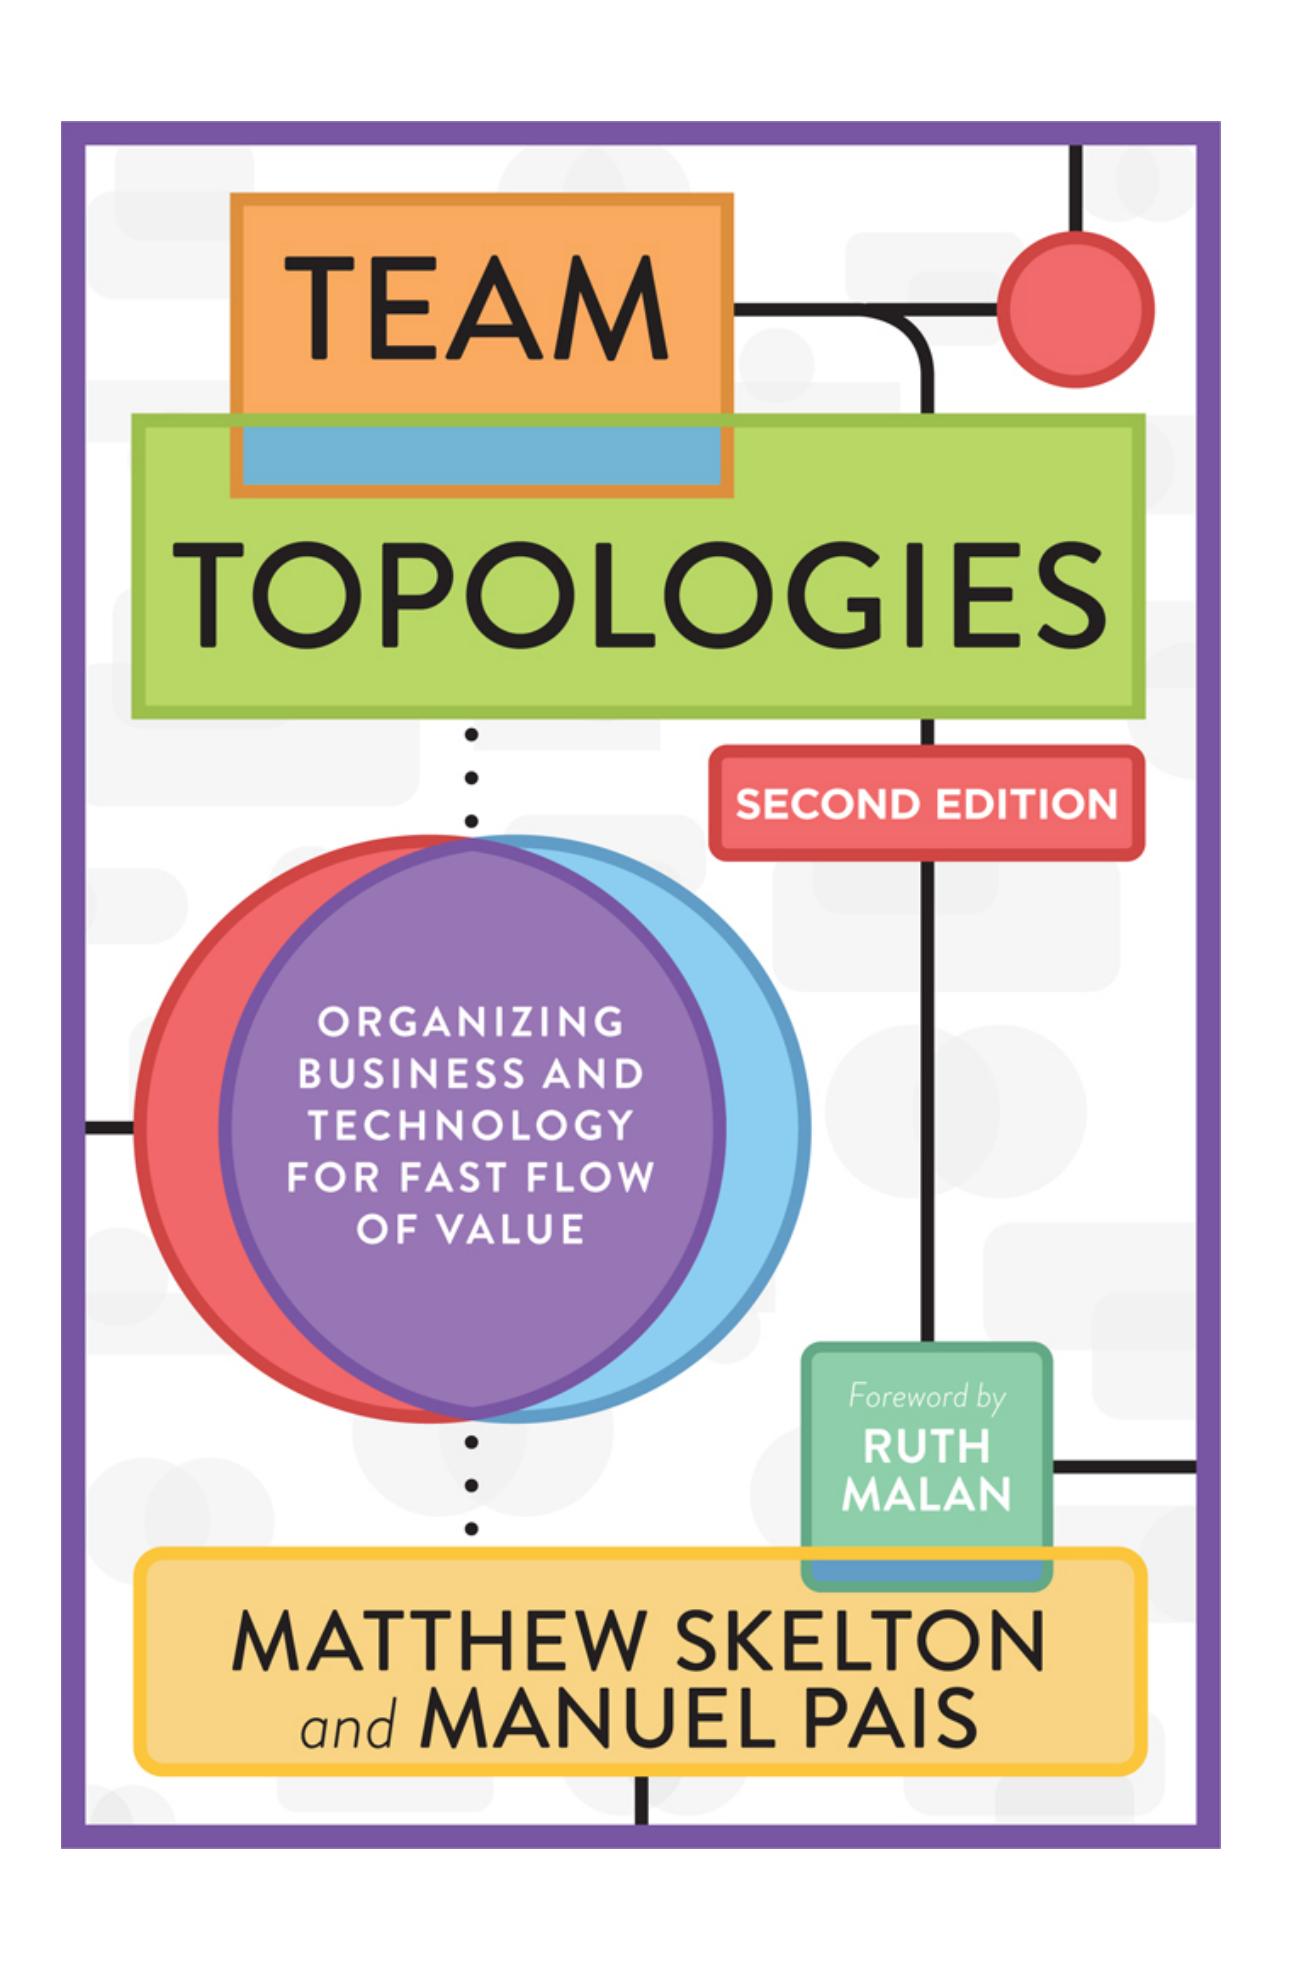 TEAM
TOPOLOGIES
SECOND EDITION
ORGANIZING
BUSINESS AND
TECHNOLOGY
FOR FAST FLOW
OF VALUE
Foreword by
RUTH
MALAN
MATTHEW SKELTON
and MANUEL PAIS